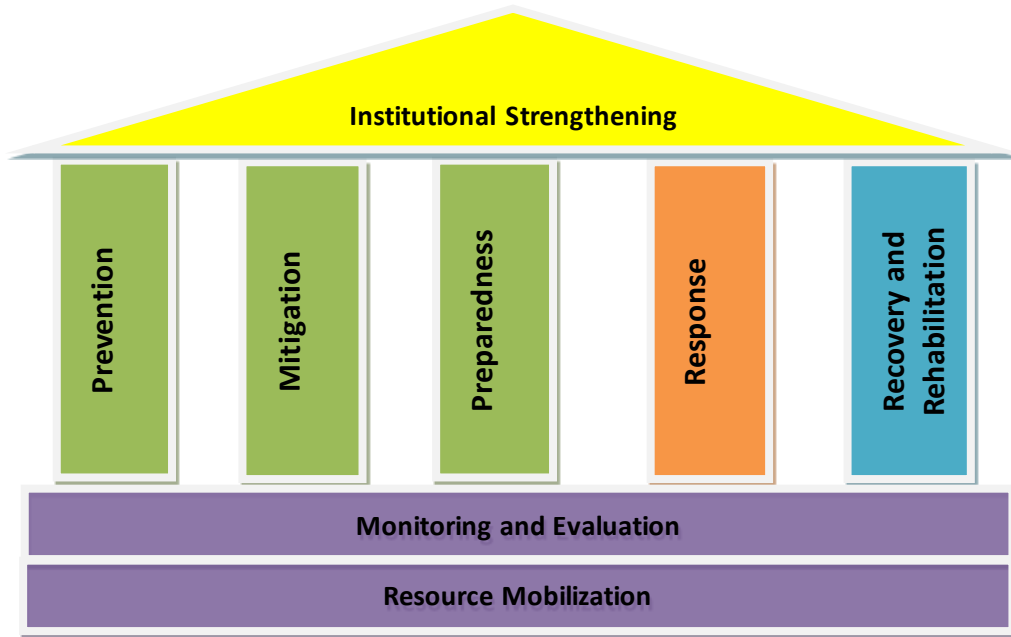 Institutional Strengthening
Prevention
Mitigation
Preparedness
Response
Recovery and
Rehabilitation
Monitoring and Evaluation
Resource Mobilization